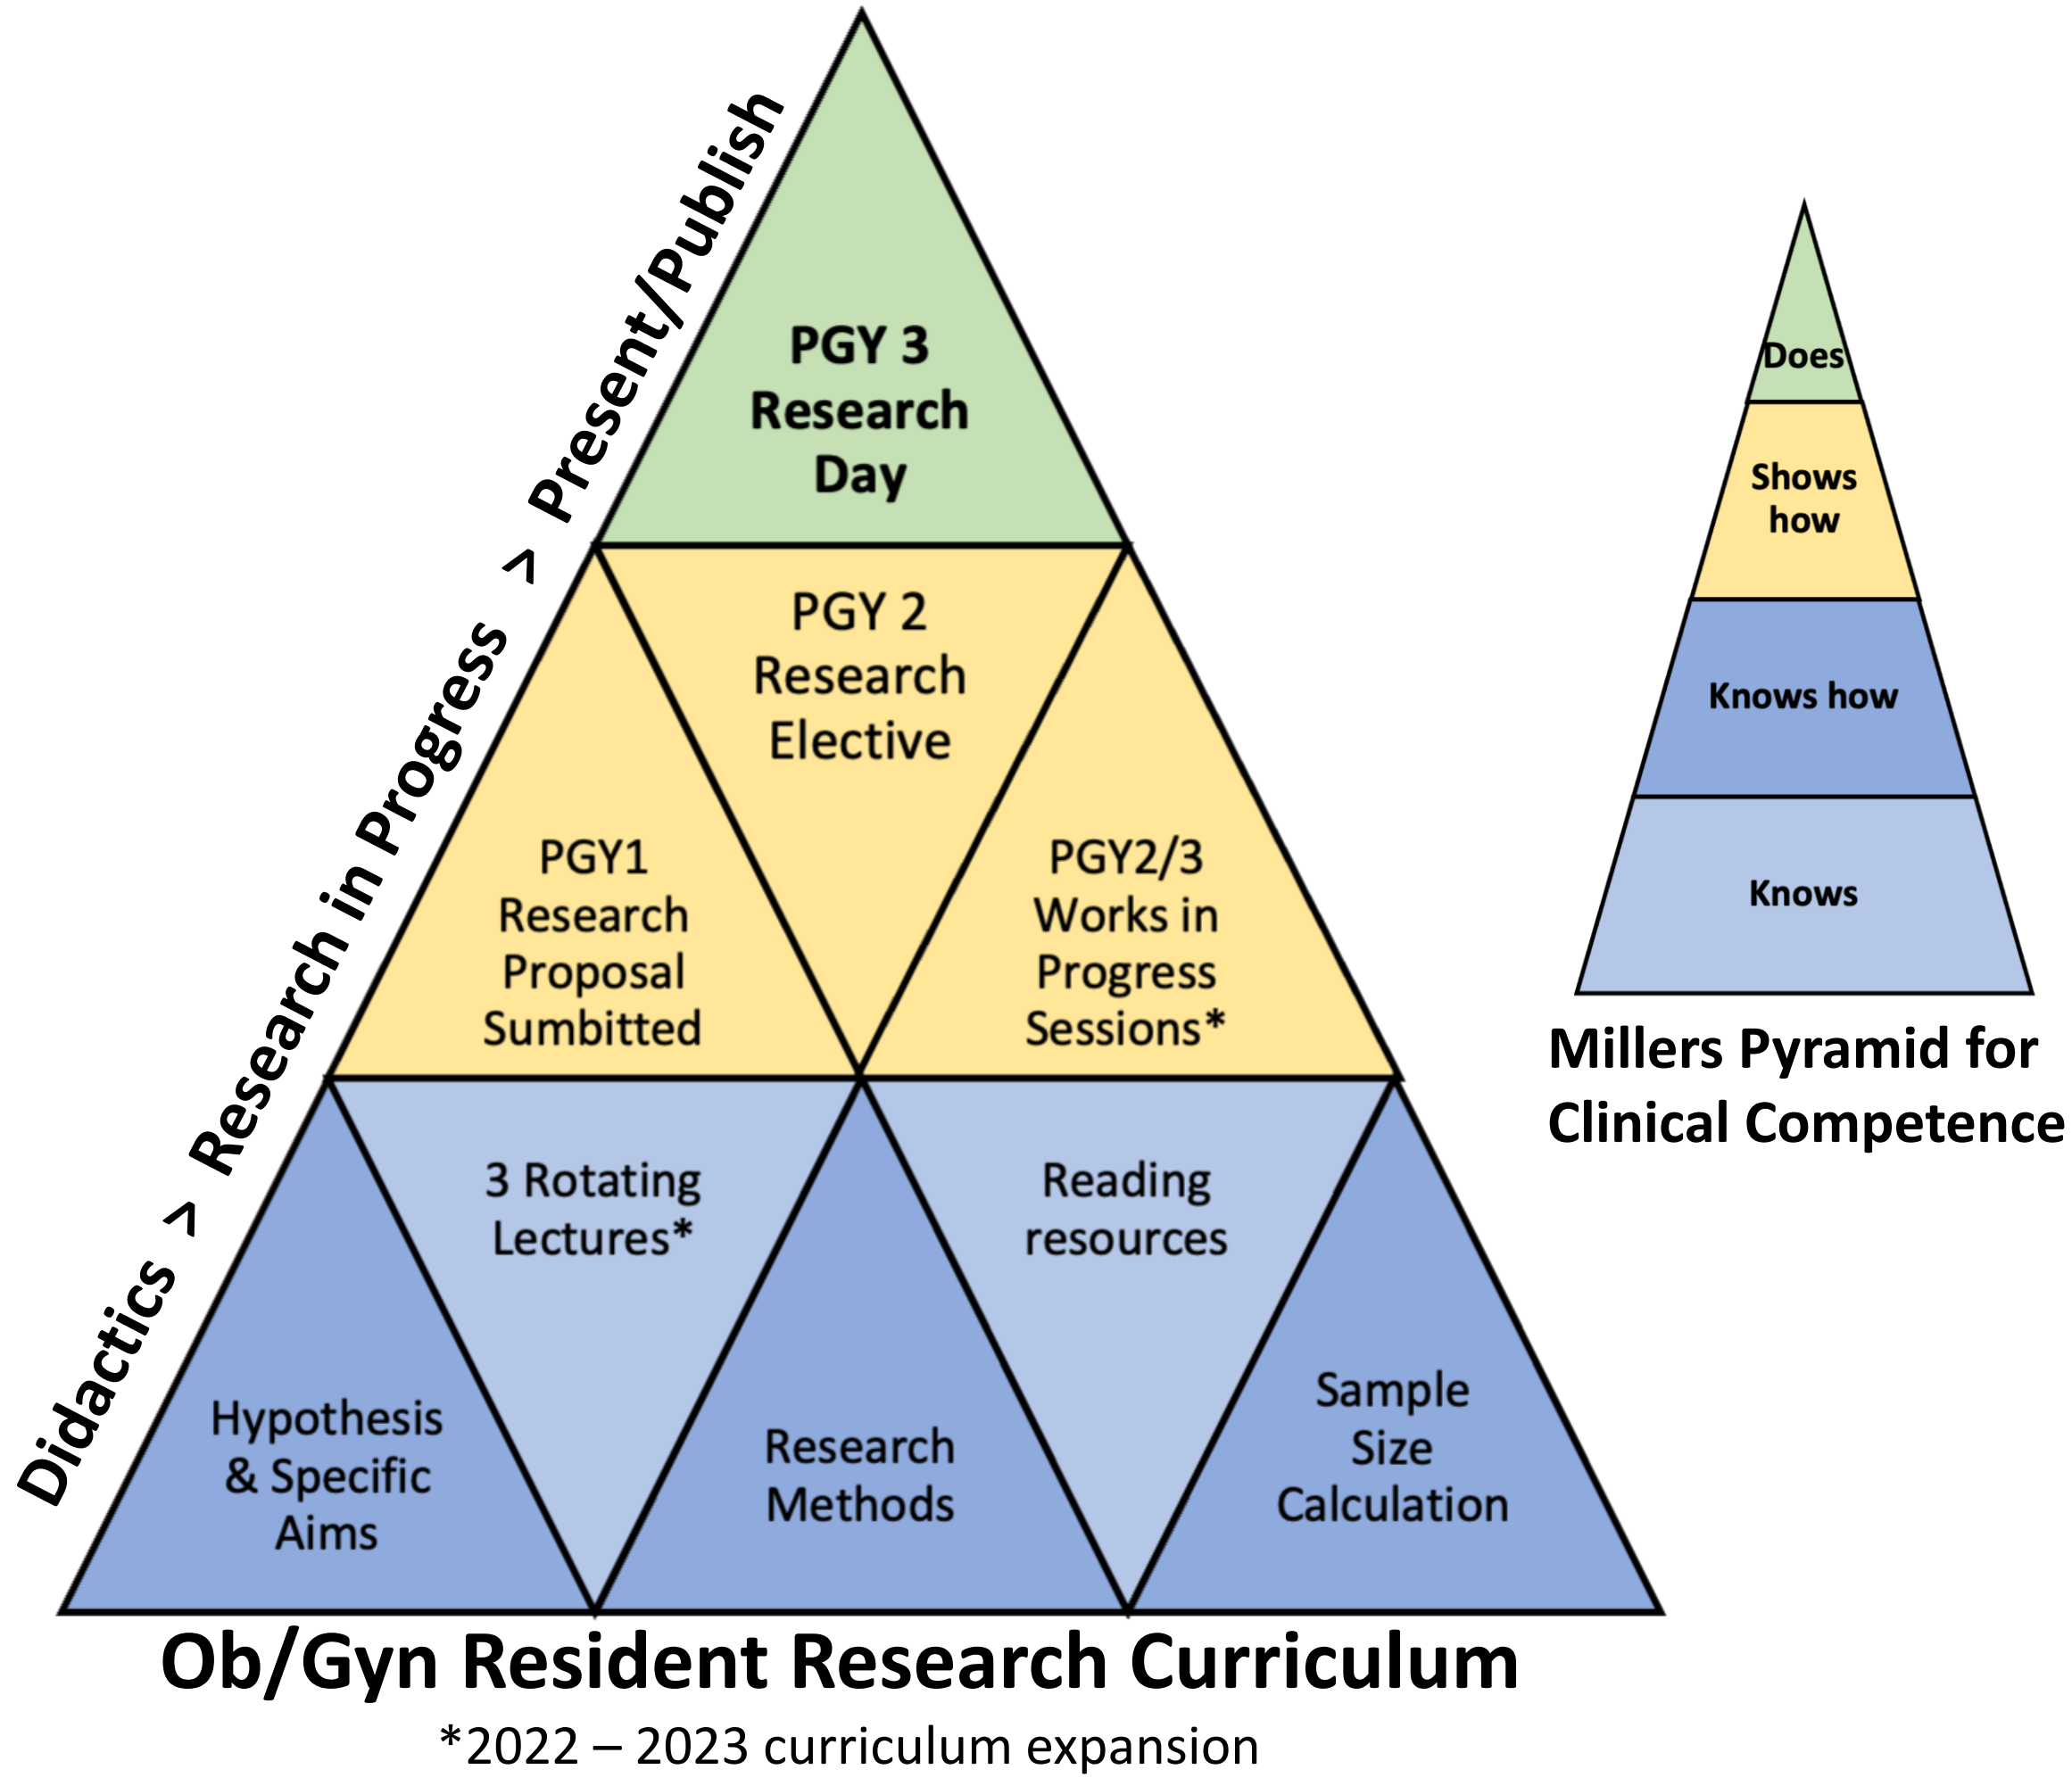 Didactics > Research in Progress > Present/Publish
PGY 3
Research
Day
PGY 2
Research
Elective
PGY1
Research
Proposal
Sumbitted
PGY2/3
Works in
Progress
Sessions*
3 Rotating
Lectures*
Reading
resources
Hypothesis
& Specific
Aims
Research
Methods
Sample
Size
Calculation
Ob/Gyn Resident Research Curriculum
*2022 – 2023 curriculum expansion
Does
Shows
how
Knows how
Knows
Millers Pyramid for
Clinical Competence